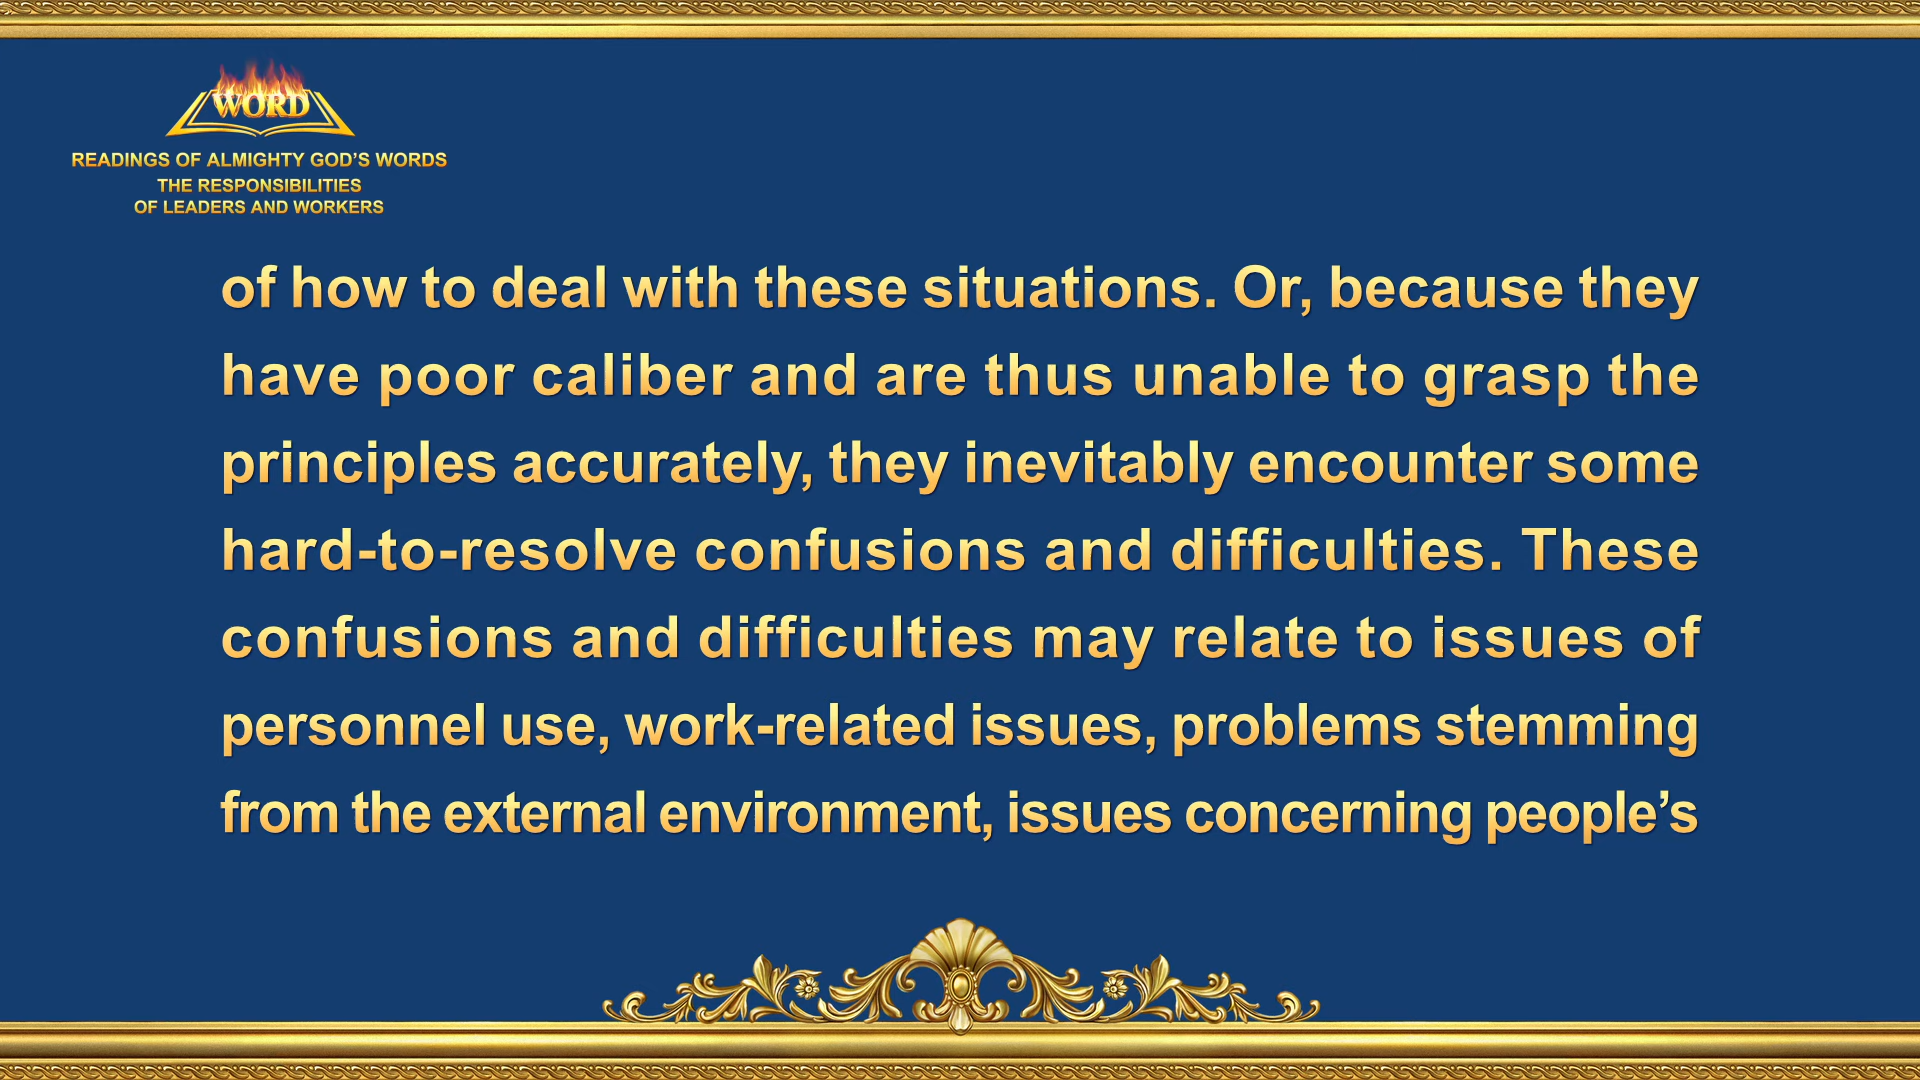 WORD
READINGS OF ALMIGHTY GOD’S WORDS
THE RESPONSIBILITIES
OF LEADERS AND WORKERS
of how to deal with these situations. Or, because they
have poor caliber and are thus unable to grasp the
principles accurately, they inevitably encounter some
hard-to-resolve confusions and difficulties. These
confusions and difficulties may relate to issues of
personnel use, work-related issues, problems stemming
from the external environment, issues concerning people’s